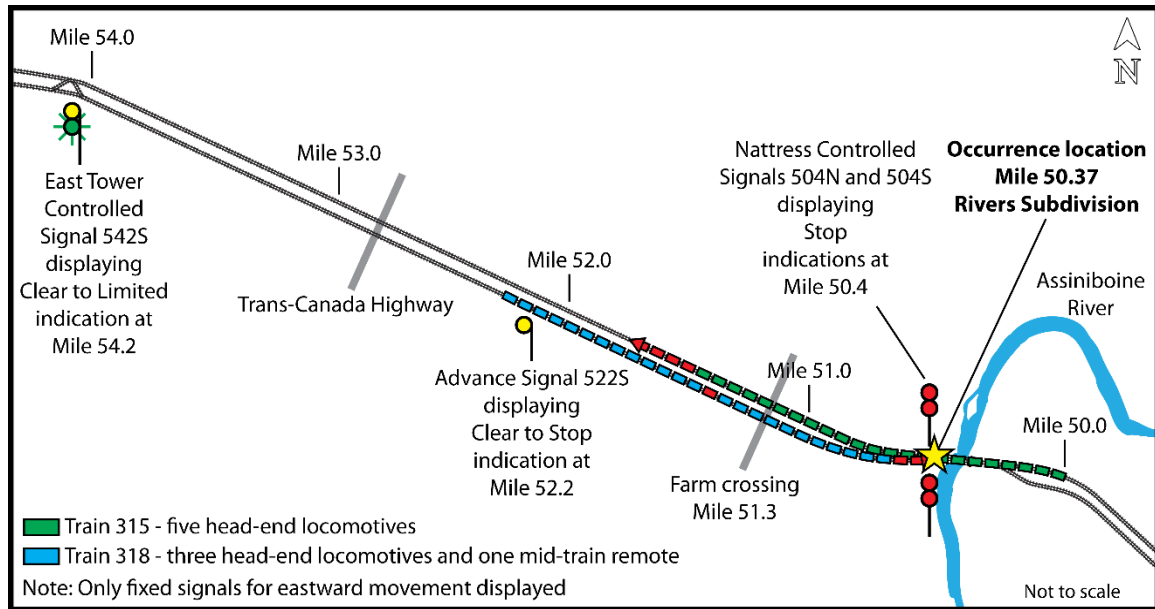 Mile 54.0
N
East Tower
Controlled
Signal 542S
displaying
Clear to Limited
indication at
Mile 54.2
Mile 53.0
Trans-Canada Highway
Mile 52.0
Advance Signal 522S
displaying
Clear to Stop
indication at
Mile 52.2
Nattress Controlled
Signals 504N and 504S
displaying
Stop
indications at
Mile 50.4
Occurrence location
Mile 50.37
Rivers Subdivision
Assiniboine
River
Mile 51.0
Mile 50.0
Farm crossing
Mile 51.3
Train 315 - five head-end locomotives
Train 318 - three head-end locomotives and one mid-train remote
Note: Only fixed signals for eastward movement displayed
Not to scale